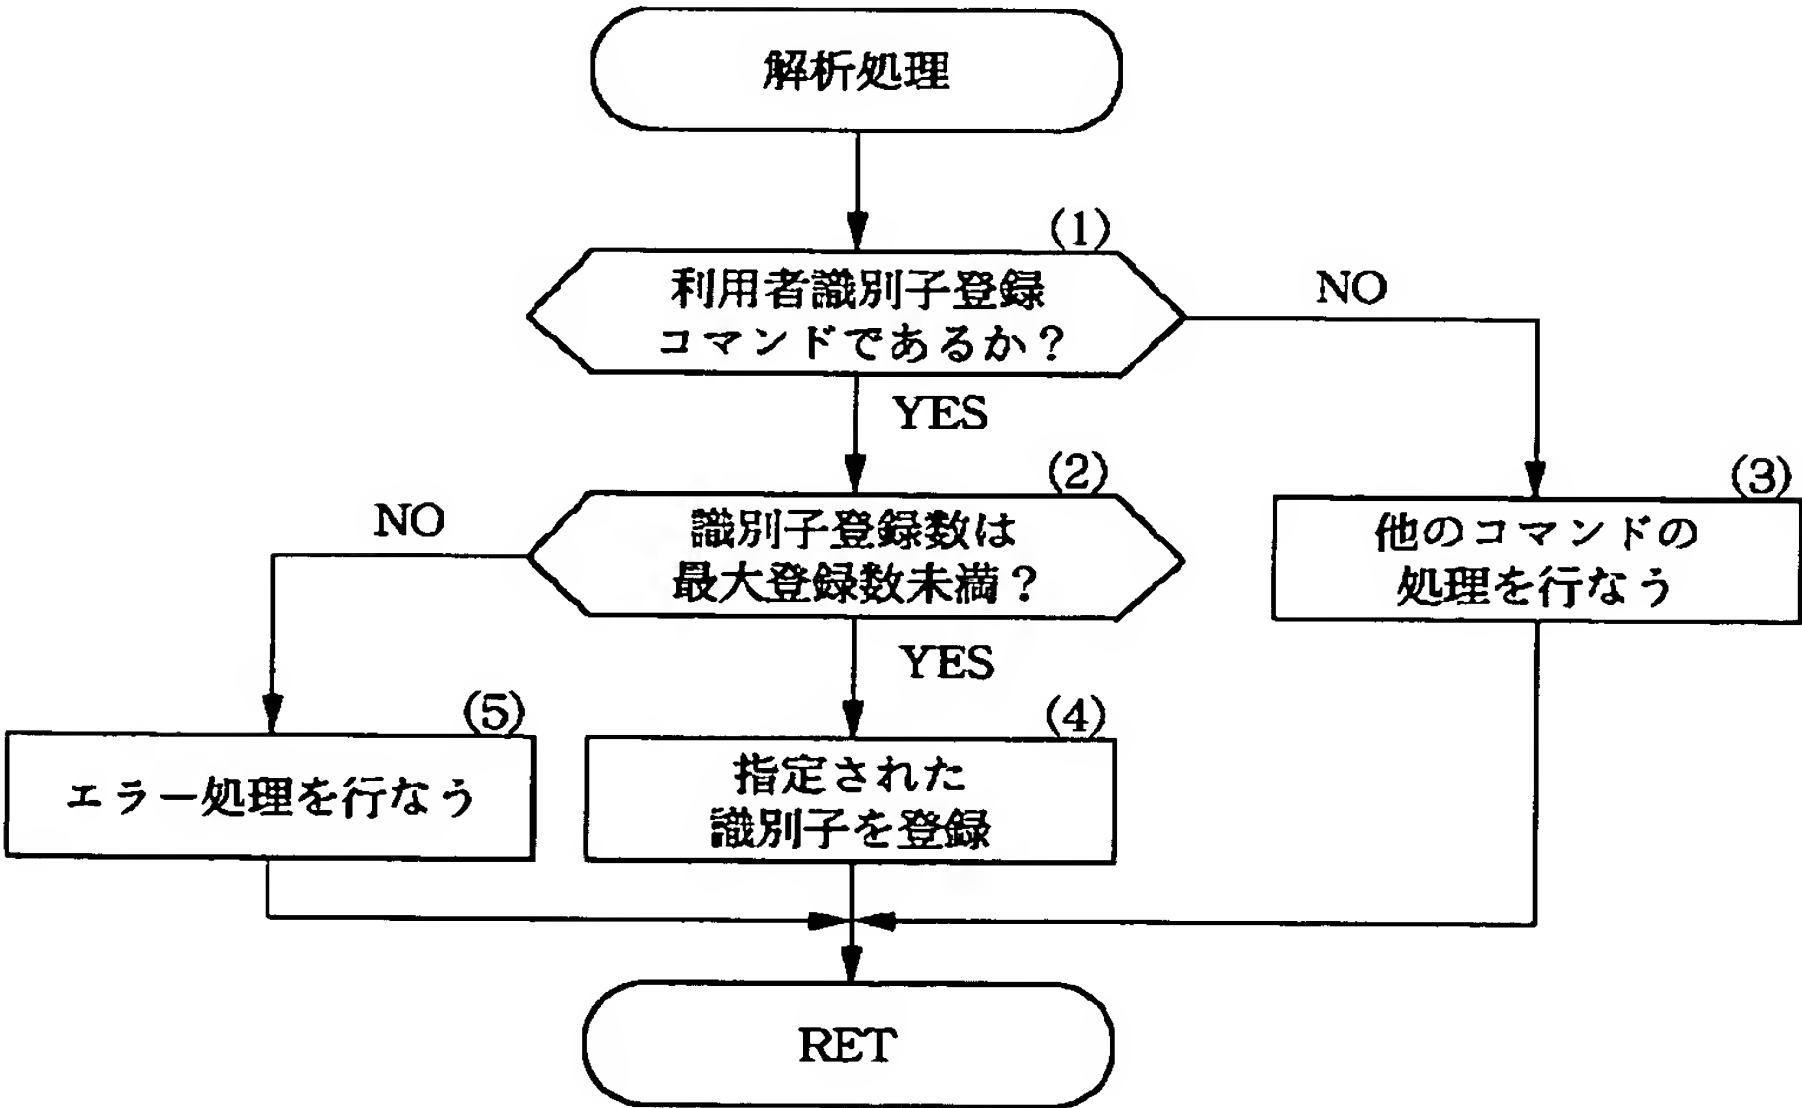 解析処理
(1)
利用者識別子登録
コマンドであるか？
NO
YES
(2)
識別子登録数は
最大登録数未満？
NO
YES
(3)
他のコマンドの
処理を行なう
(5)
エラー処理を行なう
(4)
指定された
識別子を登録
RET